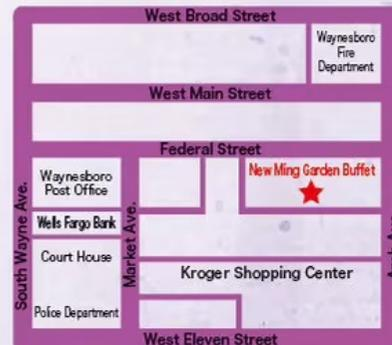 West Broad Street
Waynesboro
Fire
Department
West Main Street
Federal Street
Waynesboro
Post Office
New Ming Garden Buffet
South Wayne Ave.
Wells Fargo Bank
Market Ave.
Court House
Kroger Shopping Center
Police Department
West Eleven Street